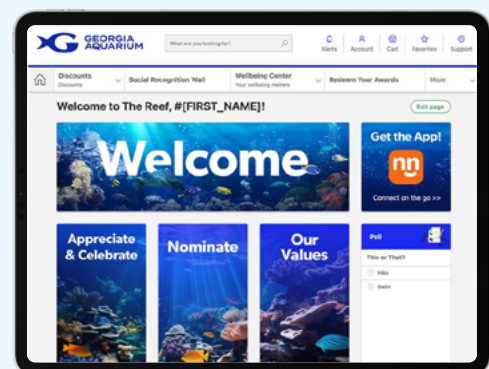 GEORGIA
AQUARIUM
What are you looking for?
Alerts
Account
Cart
Favorites
Support
Discounts
Discounts
Social Recognition Wall
Wellbeing Center
Your wellbeing matters
Redeem Your Awards
More
Welcome to The Reef, #[FIRST_NAME]!
Edit page
Welcome
Get the App!
nn
Connect on the go >>
Appreciate
& Celebrate
Nominate
Our
Values
Poll
This or That?
Hike
Swim